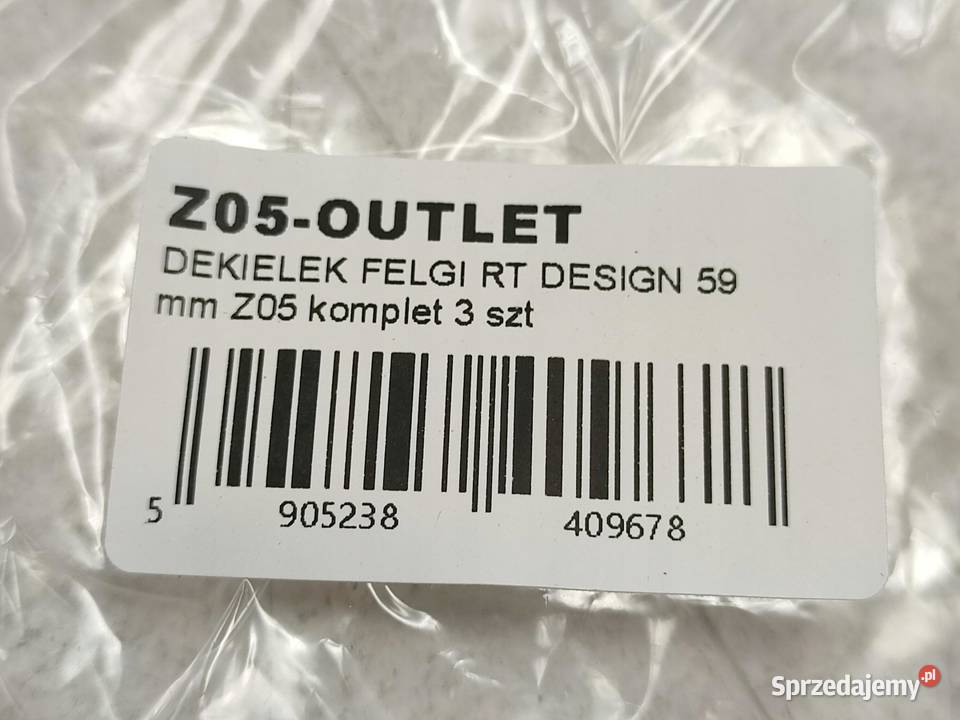 Z05-OUTLET
DEKIELEK FELGI RT DESIGN 59
mm Z05 komplet 3 szt
5 905238 409678
Sprzedajemy.pl